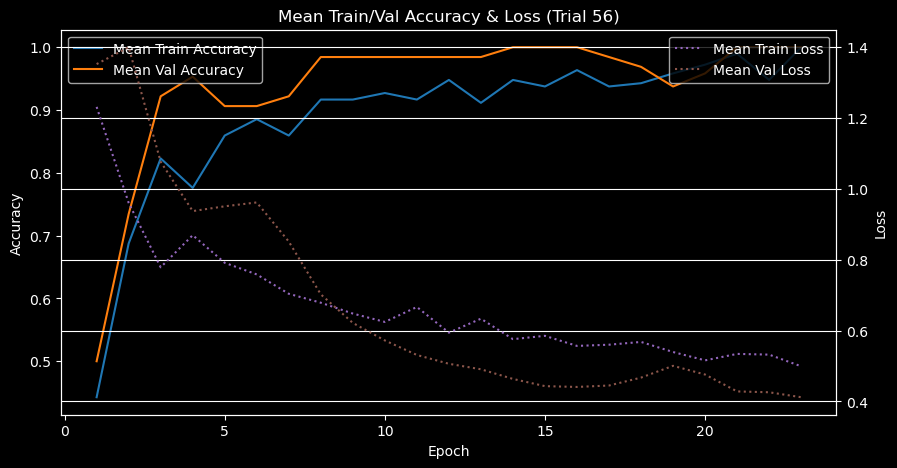 Mean Train/Val Accuracy & Loss (Trial 56)
Mean Train Accuracy
Mean Val Accuracy
Mean Train Loss
Mean Val Loss
1.0
0.9
0.8
0.7
0.6
0.5
Accuracy
1.4
1.2
1.0
0.8
0.6
0.4
Loss
0
5
10
15
20
Epoch